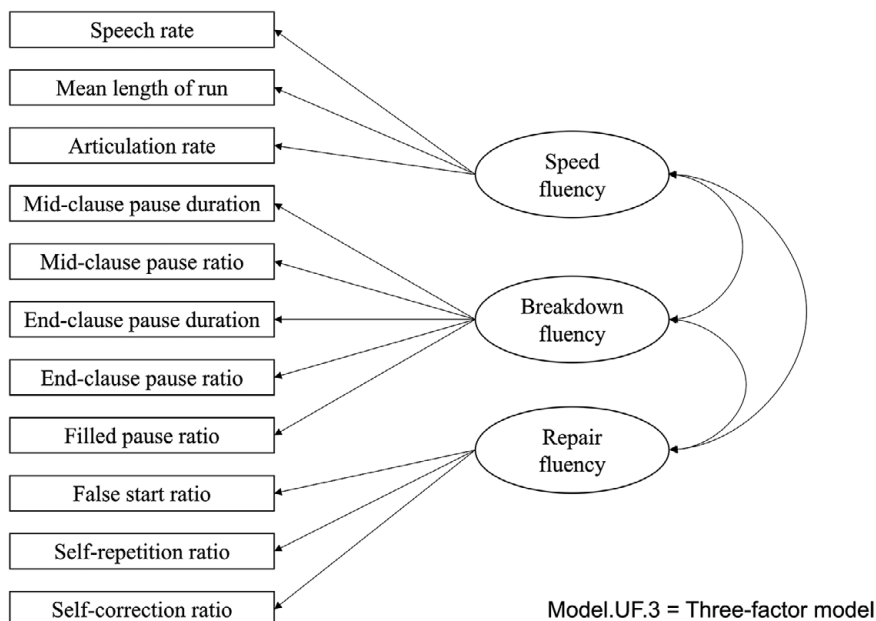 Speech rate
Mean length of run
Articulation rate
Mid-clause pause duration
Mid-clause pause ratio
End-clause pause duration
End-clause pause ratio
Filled pause ratio
False start ratio
Self-repetition ratio
Self-correction ratio
Speed
fluency
Breakdown
fluency
Repair
fluency
Model.UF.3 = Three-factor model